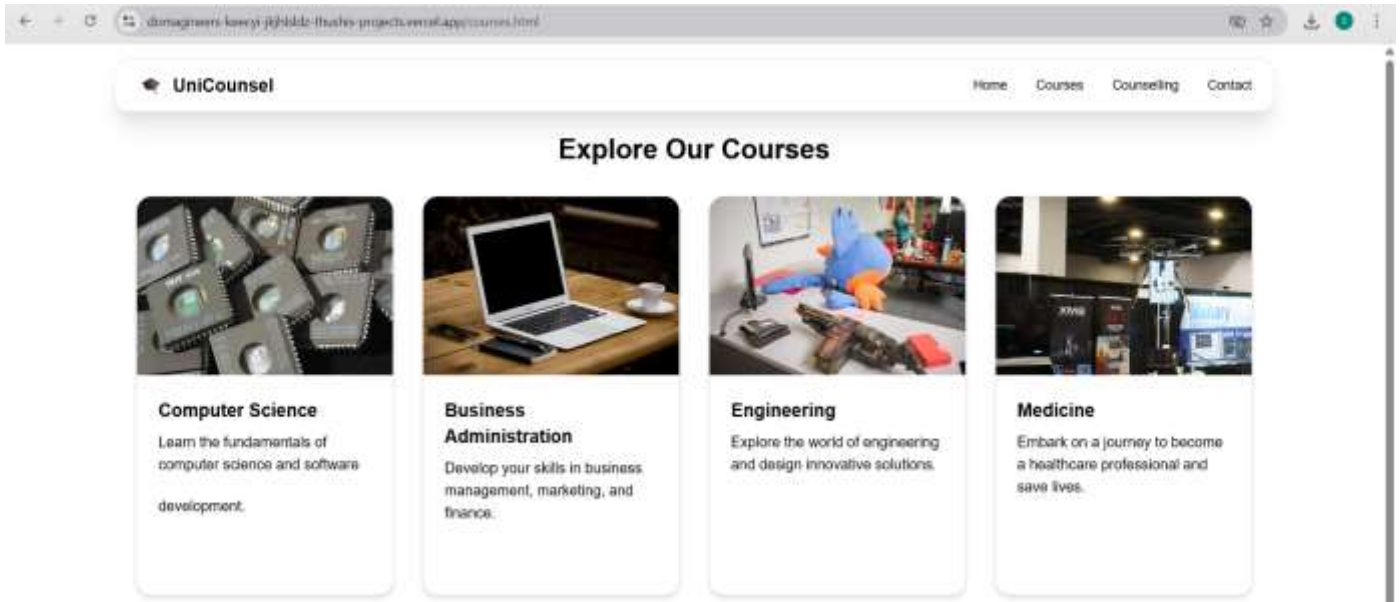 UniCounsel
Home Courses Counselling Contact
Explore Our Courses
Computer Science
Learn the fundamentals of
computer science and software
development.
Business
Administration
Develop your skills in business
management, marketing, and
finance.
Engineering
Explore the world of engineering
and design innovative solutions.
Medicine
Embark on a journey to become
a healthcare professional and
save lives.